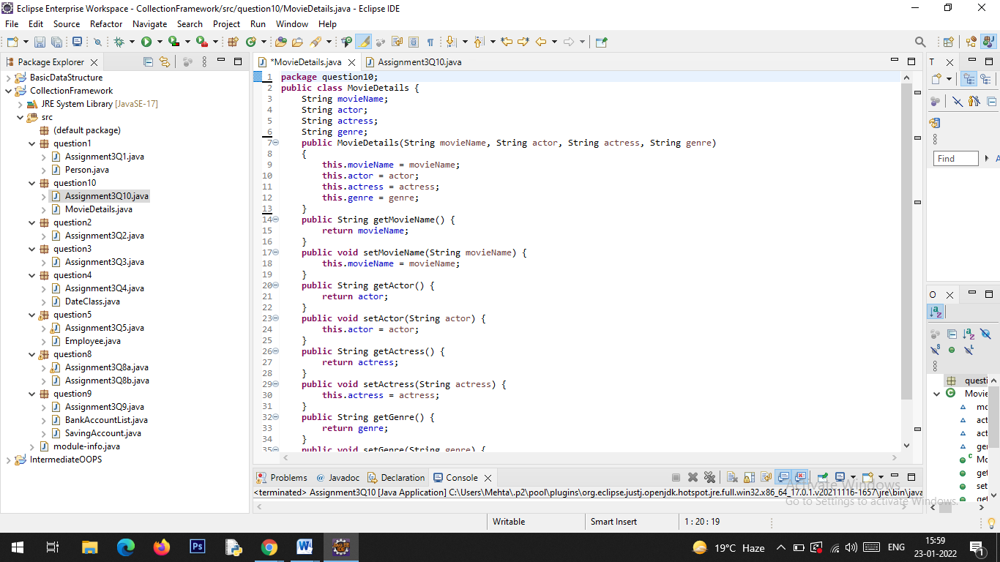 Eclipse Enterprise Workspace - CollectionFramework/src/question10/MovieDetails.java - Eclipse IDE
File Edit Source Refactor Navigate Search Project Run Window Help
Package Explorer
BasicDataStructure
CollectionFramework
JRE System Library [JavaSE-17]
src
(default package)
question1
Assignment3Q1.java
Person.java
question10
Assignment3Q10.java
MovieDetails.java
question2
Assignment3Q2.java
question3
Assignment3Q3.java
question4
Assignment3Q4.java
DateClass.java
question5
Assignment3Q5.java
Employee.java
question8
Assignment3Q8a.java
Assignment3Q8b.java
question9
Assignment3Q9.java
BankAccountList.java
SavingAccount.java
module-info.java
IntermediateOOPS
*MovieDetails.java Assignment3Q10.java
1 package question10;
2 public class MovieDetails {
3 String movieName;
4 String actor;
5 String actress;
6 String genre;
7 public MovieDetails(String movieName, String actor, String actress, String genre)
8 {
9 this.movieName = movieName;
10 this.actor = actor;
11 this.actress = actress;
12 this.genre = genre;
13 }
14 public String getMovieName() {
15 return movieName;
16 }
17 public void setMovieName(String movieName) {
18 this.movieName = movieName;
19 }
20 public String getActor() {
21 return actor;
22 }
23 public void setActor(String actor) {
24 this.actor = actor;
25 }
26 public String getActress() {
27 return actress;
28 }
29 public void setActress(String actress) {
30 this.actress = actress;
31 }
32 public String getGenre() {
33 return genre;
34 }
35 public void setGenre(String genre) {
T
Find
O
questi
Movie
mo
act
act
ger
Mo
get
set
get
Problems @ Javadoc Declaration Console
<terminated> Assignment3Q10 [Java Application] C:\Users\Mehta\.p2\pool\plugins\org.eclipse.justj.openjdk.hotspot.jre.full.win32.x86_64_17.0.1.v20211116-1657\jre\bin\java
Activate Windows
Go to Settings to activate Windows.
Writable Smart Insert 1 : 20 : 19
19°C Haze ENG 15:59
23-01-2022